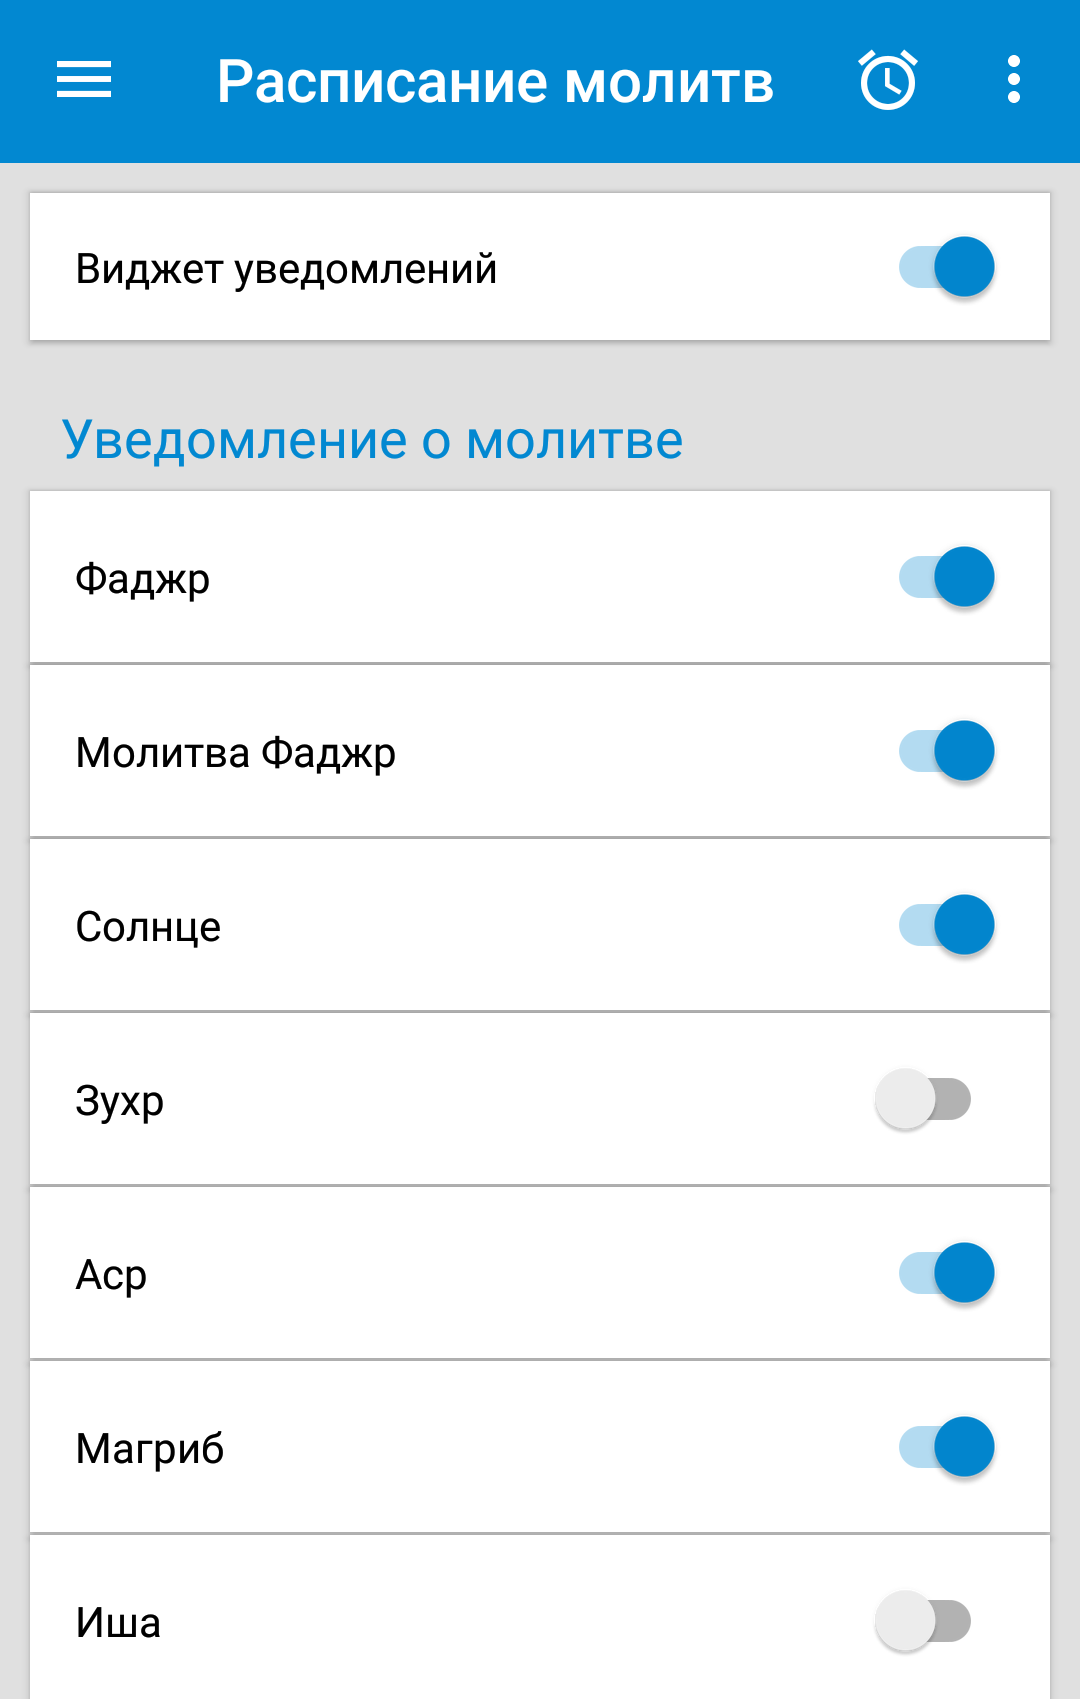 Расписание молитв
Виджет уведомлений
Уведомление о молитве
Фаджр
Молитва Фаджр
Солнце
Зухр
Аср
Магриб
Иша